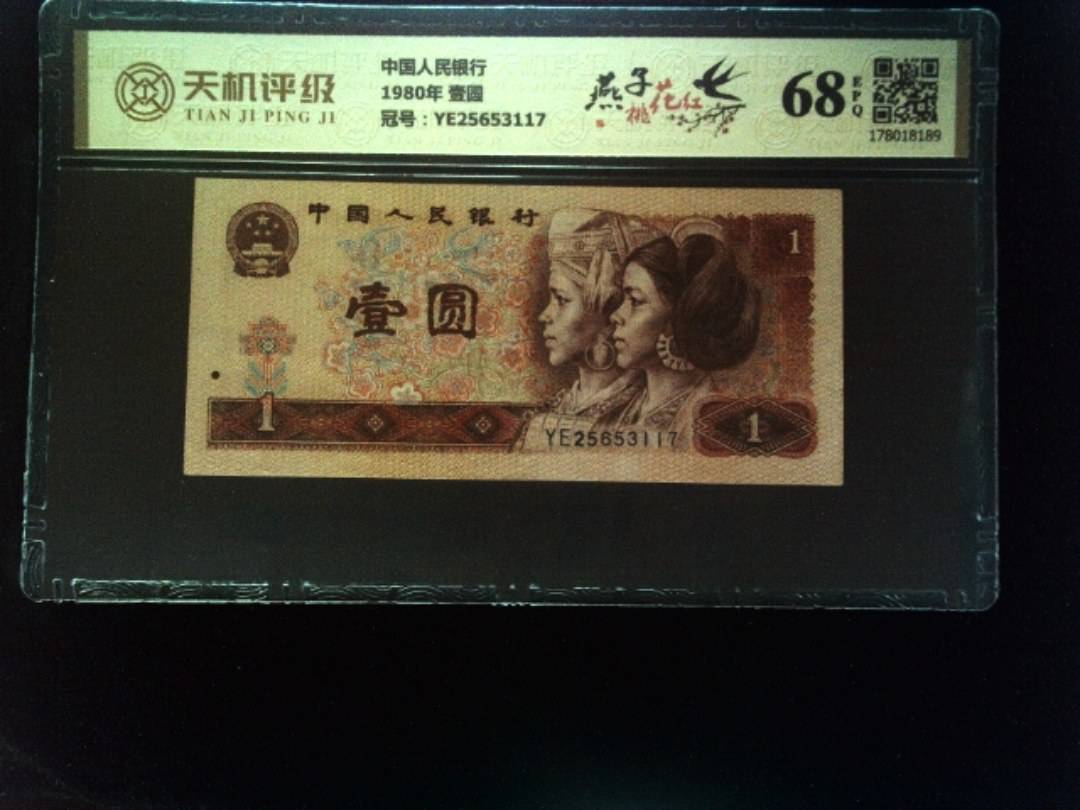 天机评级
TIAN JI PING JI
中国人民银行
1980年 壹圆
冠号：YE25653117
燕子
桃花红
68
EPQ
178018189
中国人民银行
1
壹圆
1
YE25653117
1